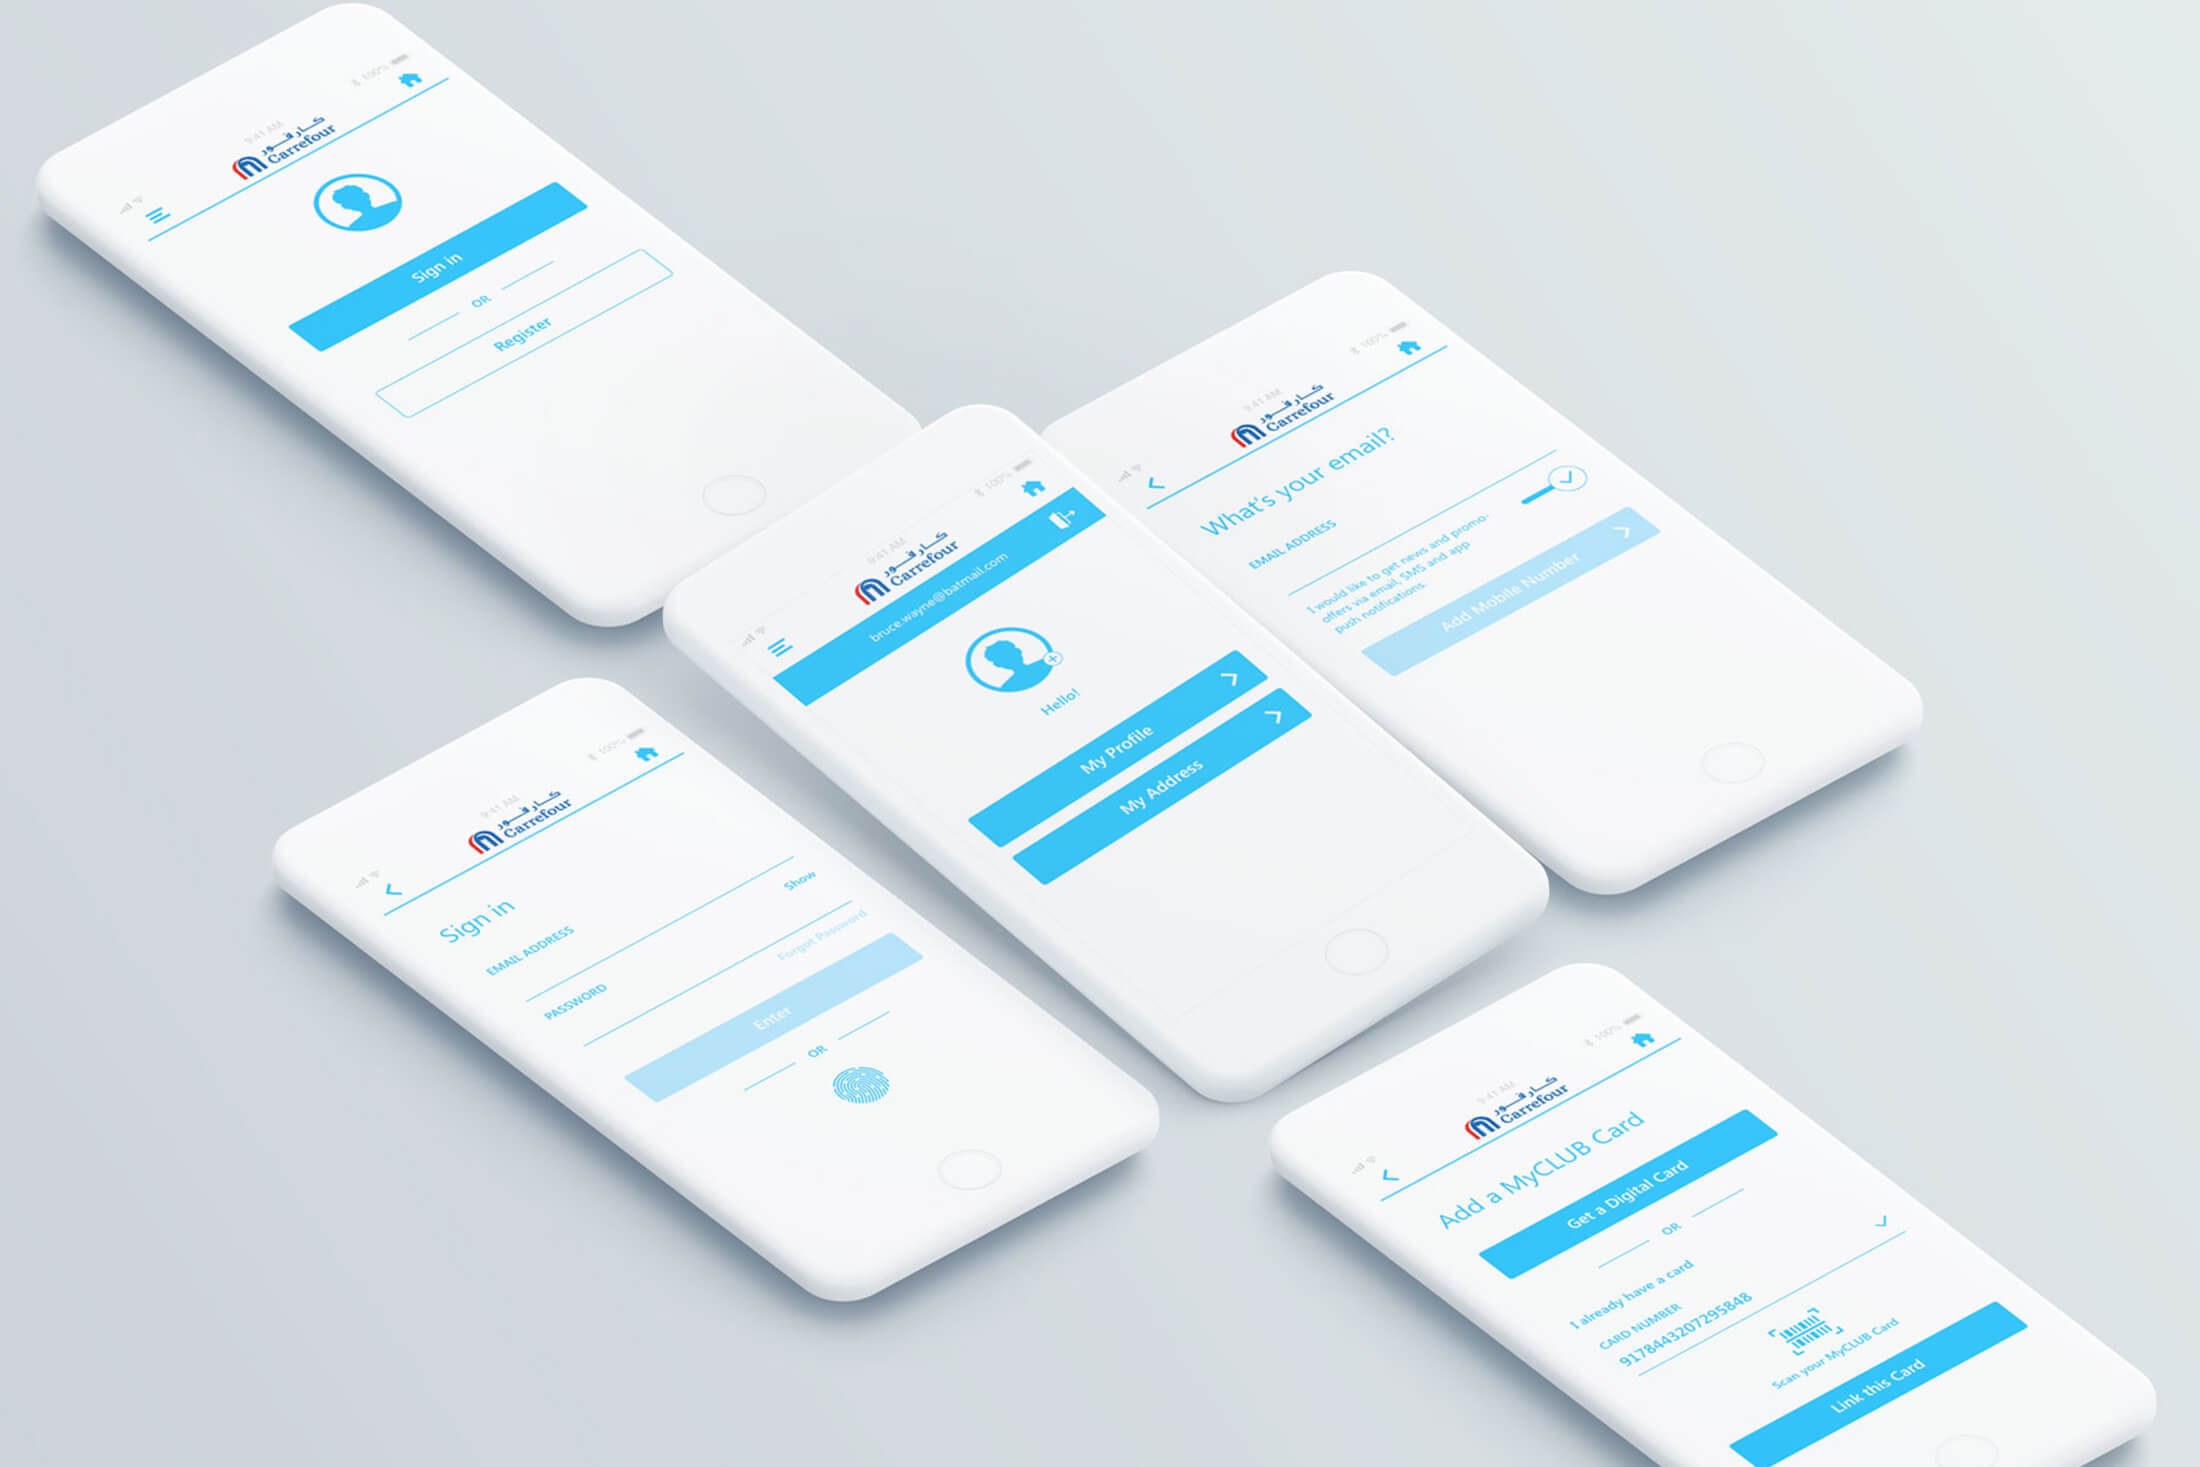 100%
9:41 AM
كارفور
Carrefour
Sign in
OR
Register
100%
9:41 AM
كارفور
Carrefour
What's your email?
EMAIL ADDRESS
I would like to get news and promo-
offers via email, SMS and app
push notifications.
Add Mobile Number
100%
9:41 AM
كارفور
Carrefour
bruce.wayne@batmail.com
Hello!
My Profile
My Address
100%
9:41 AM
كارفور
Carrefour
Sign in
EMAIL ADDRESS
Show
PASSWORD
Forgot Password
Enter
OR
100%
9:41 AM
كارفور
Carrefour
Add a MyCLUB Card
Get a Digital Card
OR
I already have a card
CARD NUMBER
9178443207295848
Scan your MyCLUB Card
Link this Card